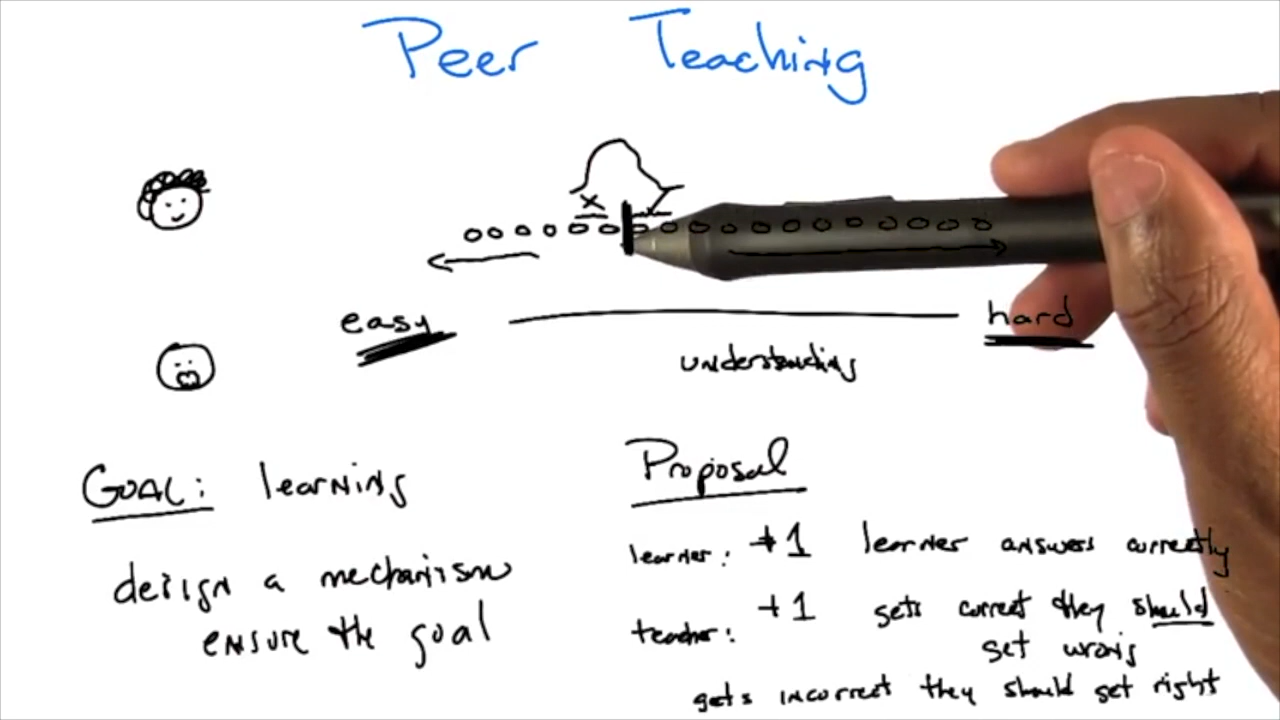 Peer Teaching
x
easy
hard
understanding
GOAL: learning
design a mechanism
ensure the goal
Proposal
learner: +1 learner answers correctly
teacher: +1 gets correct they should
get wrong
gets incorrect they should get right